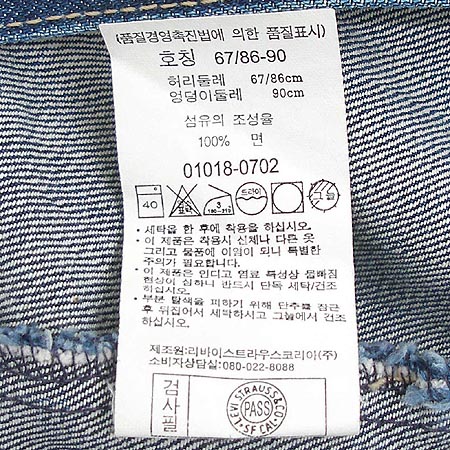 (품질경영촉진법에 의한 품질표시)
호칭 67/86-90
허리둘레 67/86cm
엉덩이둘레 90cm
섬유의 조성율
100% 면
01018-0702
40 표백 3 180-210 드라이 그늘
• 세탁을 한 후에 착용을 하십시오.
• 이 제품은 착용시 신체나 다른 옷
그리고 물품에 이염이 되니 특별한
주의가 필요합니다.
• 이 제품은 인디고 염료 특성상 물빠짐
현상이 심하니 반드시 단독 세탁/건조
하십시오.
• 부분 탈색을 피하기 위해 단추를 잠근
후 뒤집어서 세탁하시고 그늘에서 건조
하십시오.
제조원:리바이스트라우스코리아(주)
소비자상담실:080-022-8088
검사필
LEVI STRAUSS & CO
PASS
SF CAL